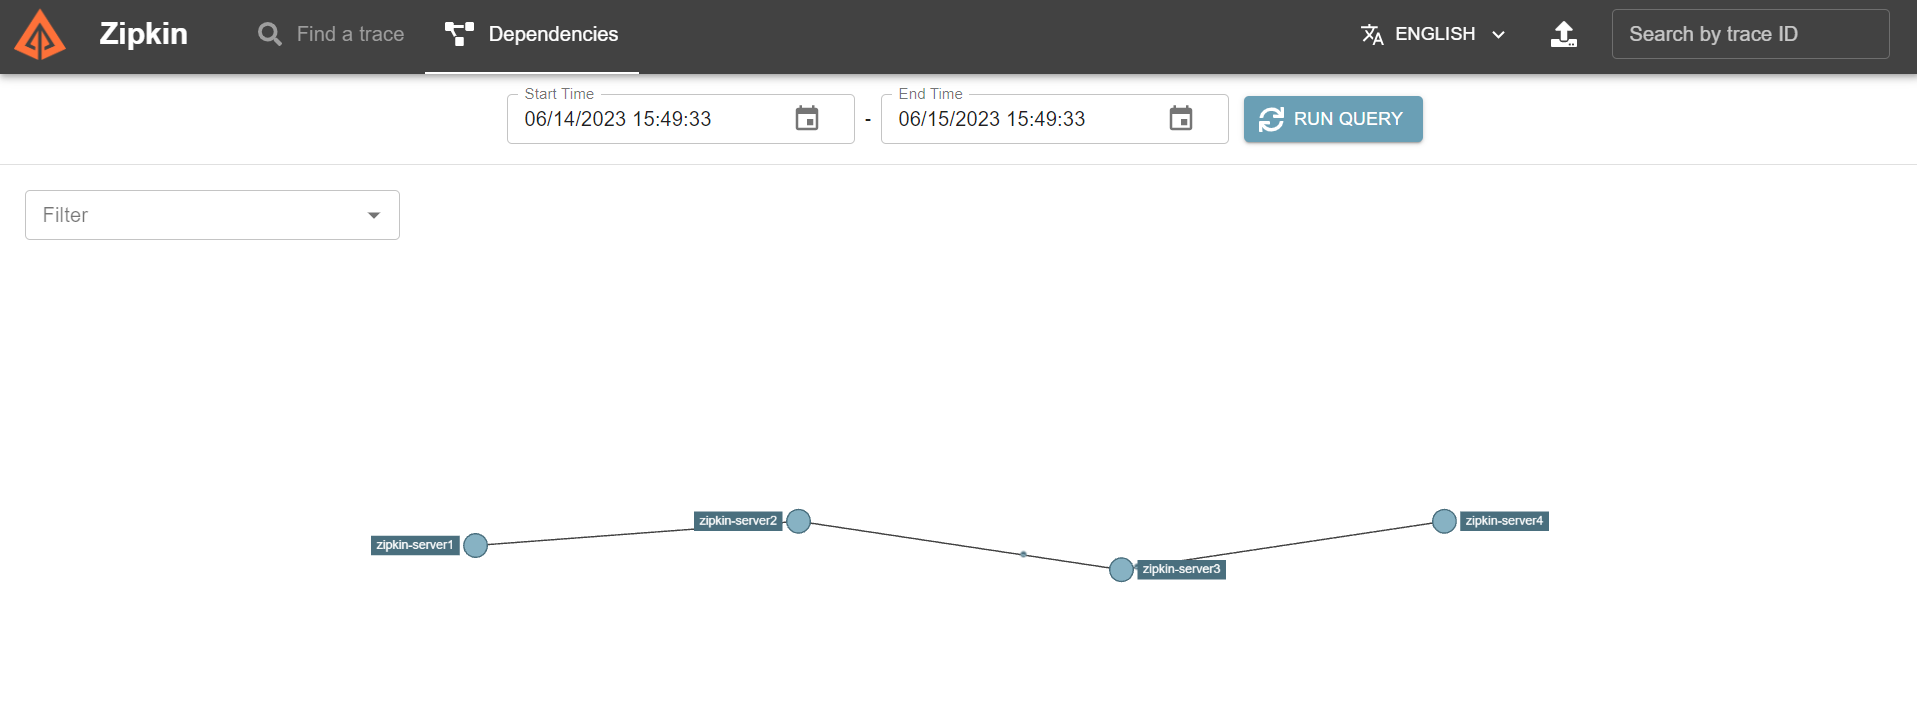 Zipkin
Find a trace
Dependencies
ENGLISH
Search by trace ID
Start Time
06/14/2023 15:49:33
-
End Time
06/15/2023 15:49:33
RUN QUERY
Filter
zipkin-server1
zipkin-server2
zipkin-server3
zipkin-server4